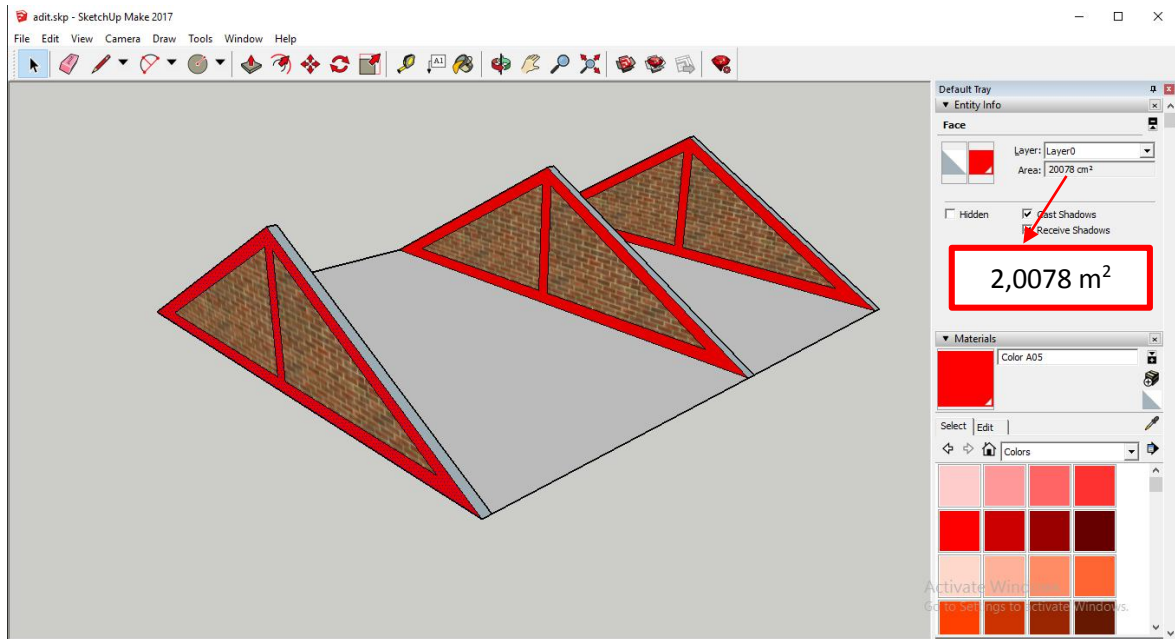 adit.skp - SketchUp Make 2017
File Edit View Camera Draw Tools Window Help
A1
Default Tray
Entity Info
Face
Layer: Layer0
Area: 20078 cm²
Hidden
Cast Shadows
Receive Shadows
2,0078 m²
Materials
Color A05
Select Edit
Colors
Activate Windows
Go to Settings to activate Windows.